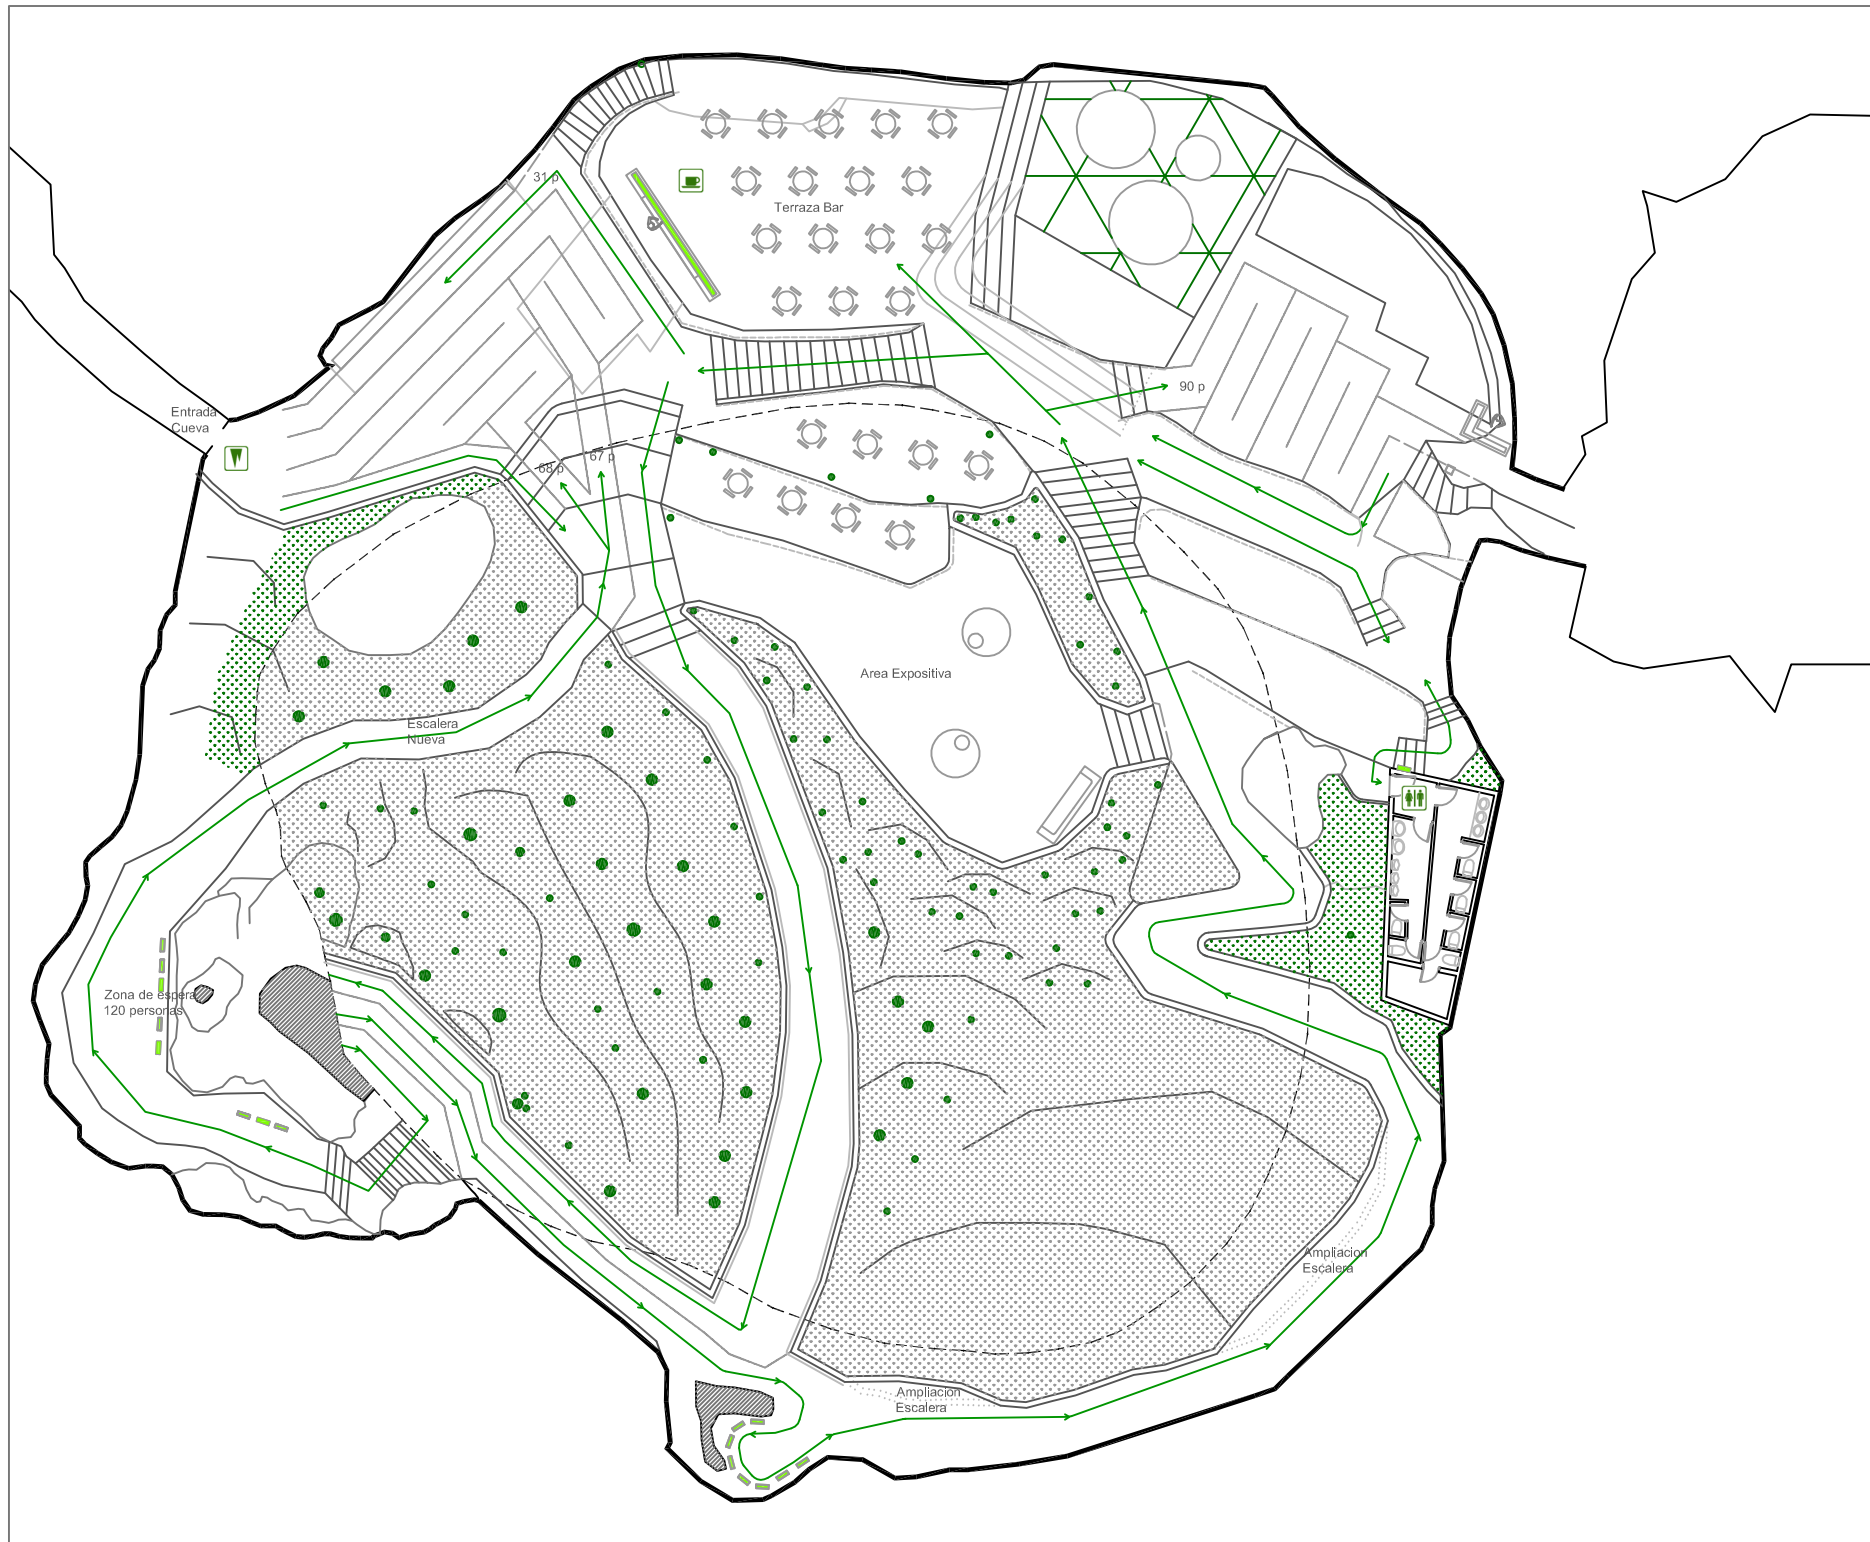 31 p
Terraza Bar
90 p
Entrada
Cueva
68 p
67 p
Area Expositiva
Escalera
Nueva
Zona de espera
120 personas
Ampliacion
Escalera
Ampliacion
Escalera